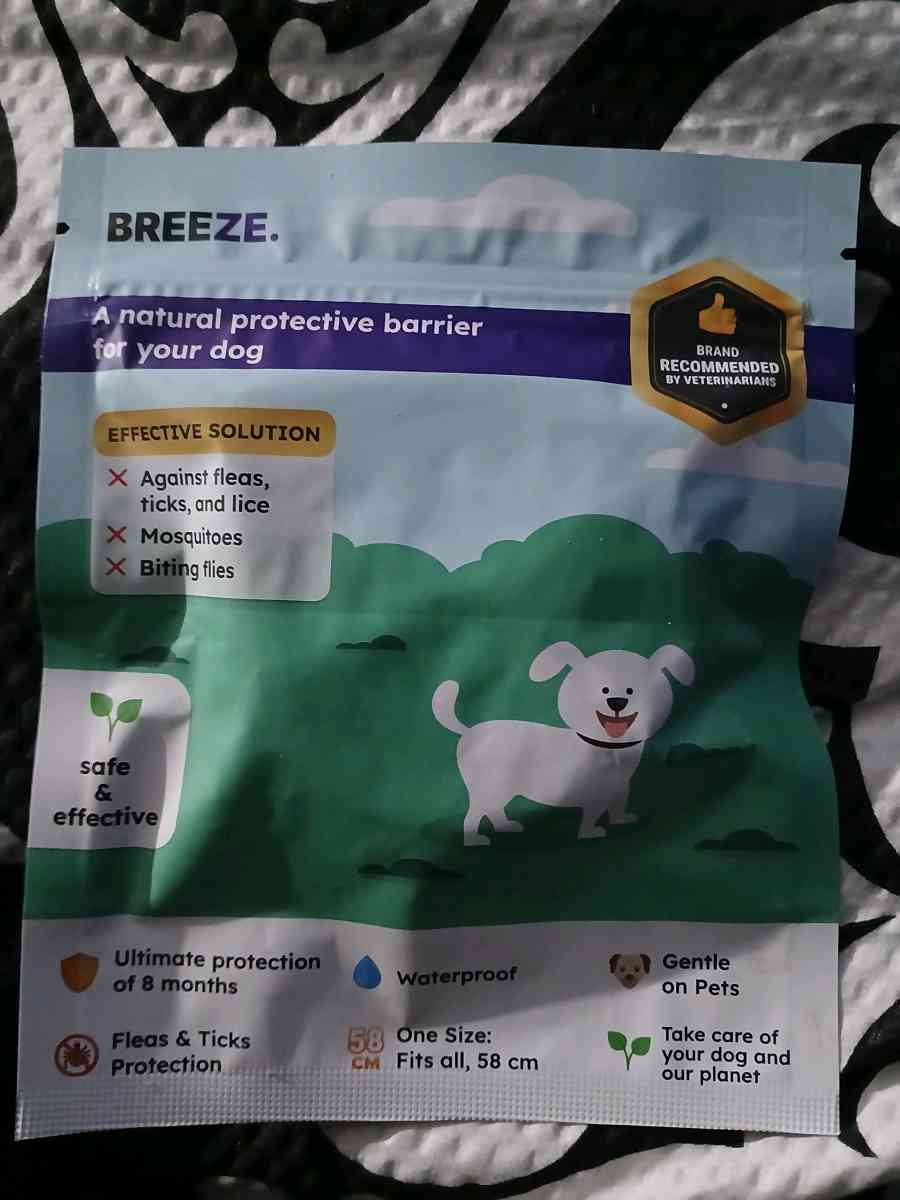 BREEZE.
A natural protective barrier
for your dog
BRAND
RECOMMENDED
BY VETERINARIANS
EFFECTIVE SOLUTION
Against fleas,
ticks, and lice
Mosquitoes
Biting flies
safe
&
effective
Ultimate protection
of 8 months
Waterproof
Gentle
on Pets
Fleas & Ticks
Protection
58
CM
One Size:
Fits all, 58 cm
Take care of
your dog and
our planet